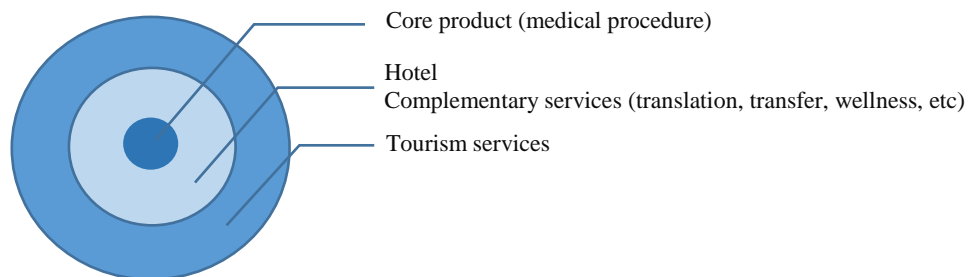 Core product (medical procedure)
Hotel
Complementary services (translation, transfer, wellness, etc)
Tourism services